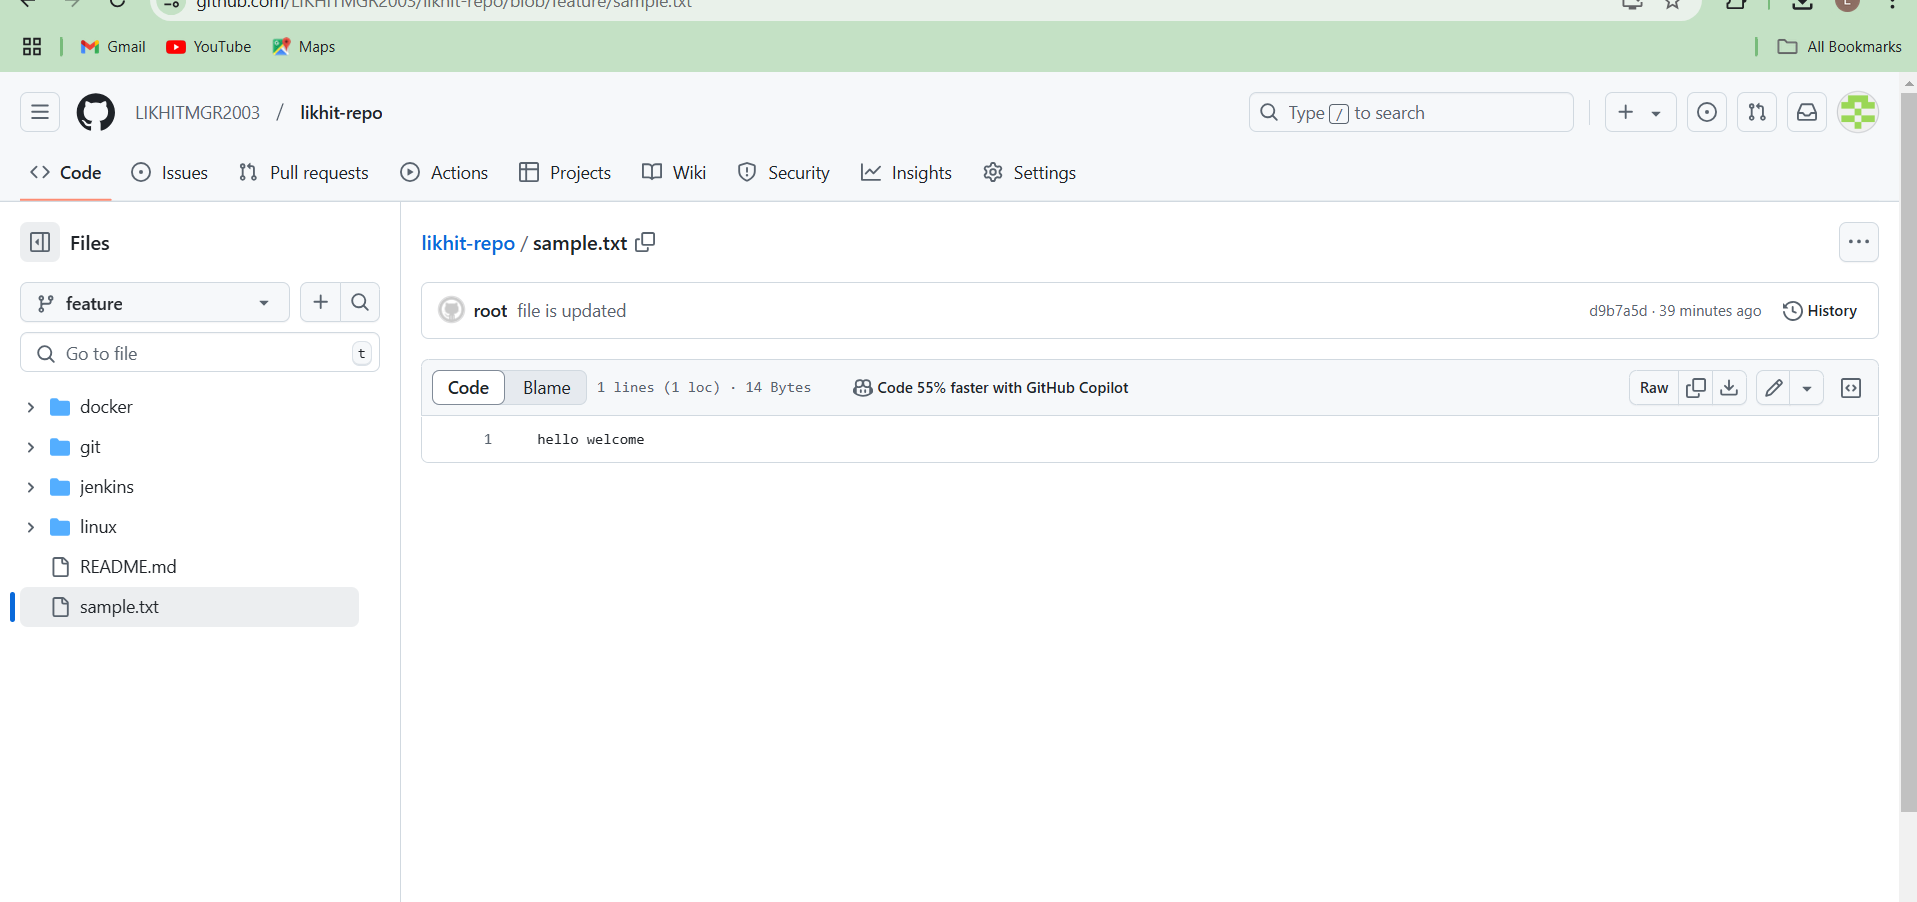 github.com/LIKHITMGR2003/likhit-repo/blob/feature/sample.txt
Gmail YouTube Maps All Bookmarks
LIKHITMGR2003 / likhit-repo Type / to search
Code Issues Pull requests Actions Projects Wiki Security Insights Settings
Files
feature
Go to file t
docker
git
jenkins
linux
README.md
sample.txt
likhit-repo / sample.txt
root file is updated d9b7a5d · 39 minutes ago History
Code Blame 1 lines (1 loc) · 14 Bytes Code 55% faster with GitHub Copilot Raw
1 hello welcome